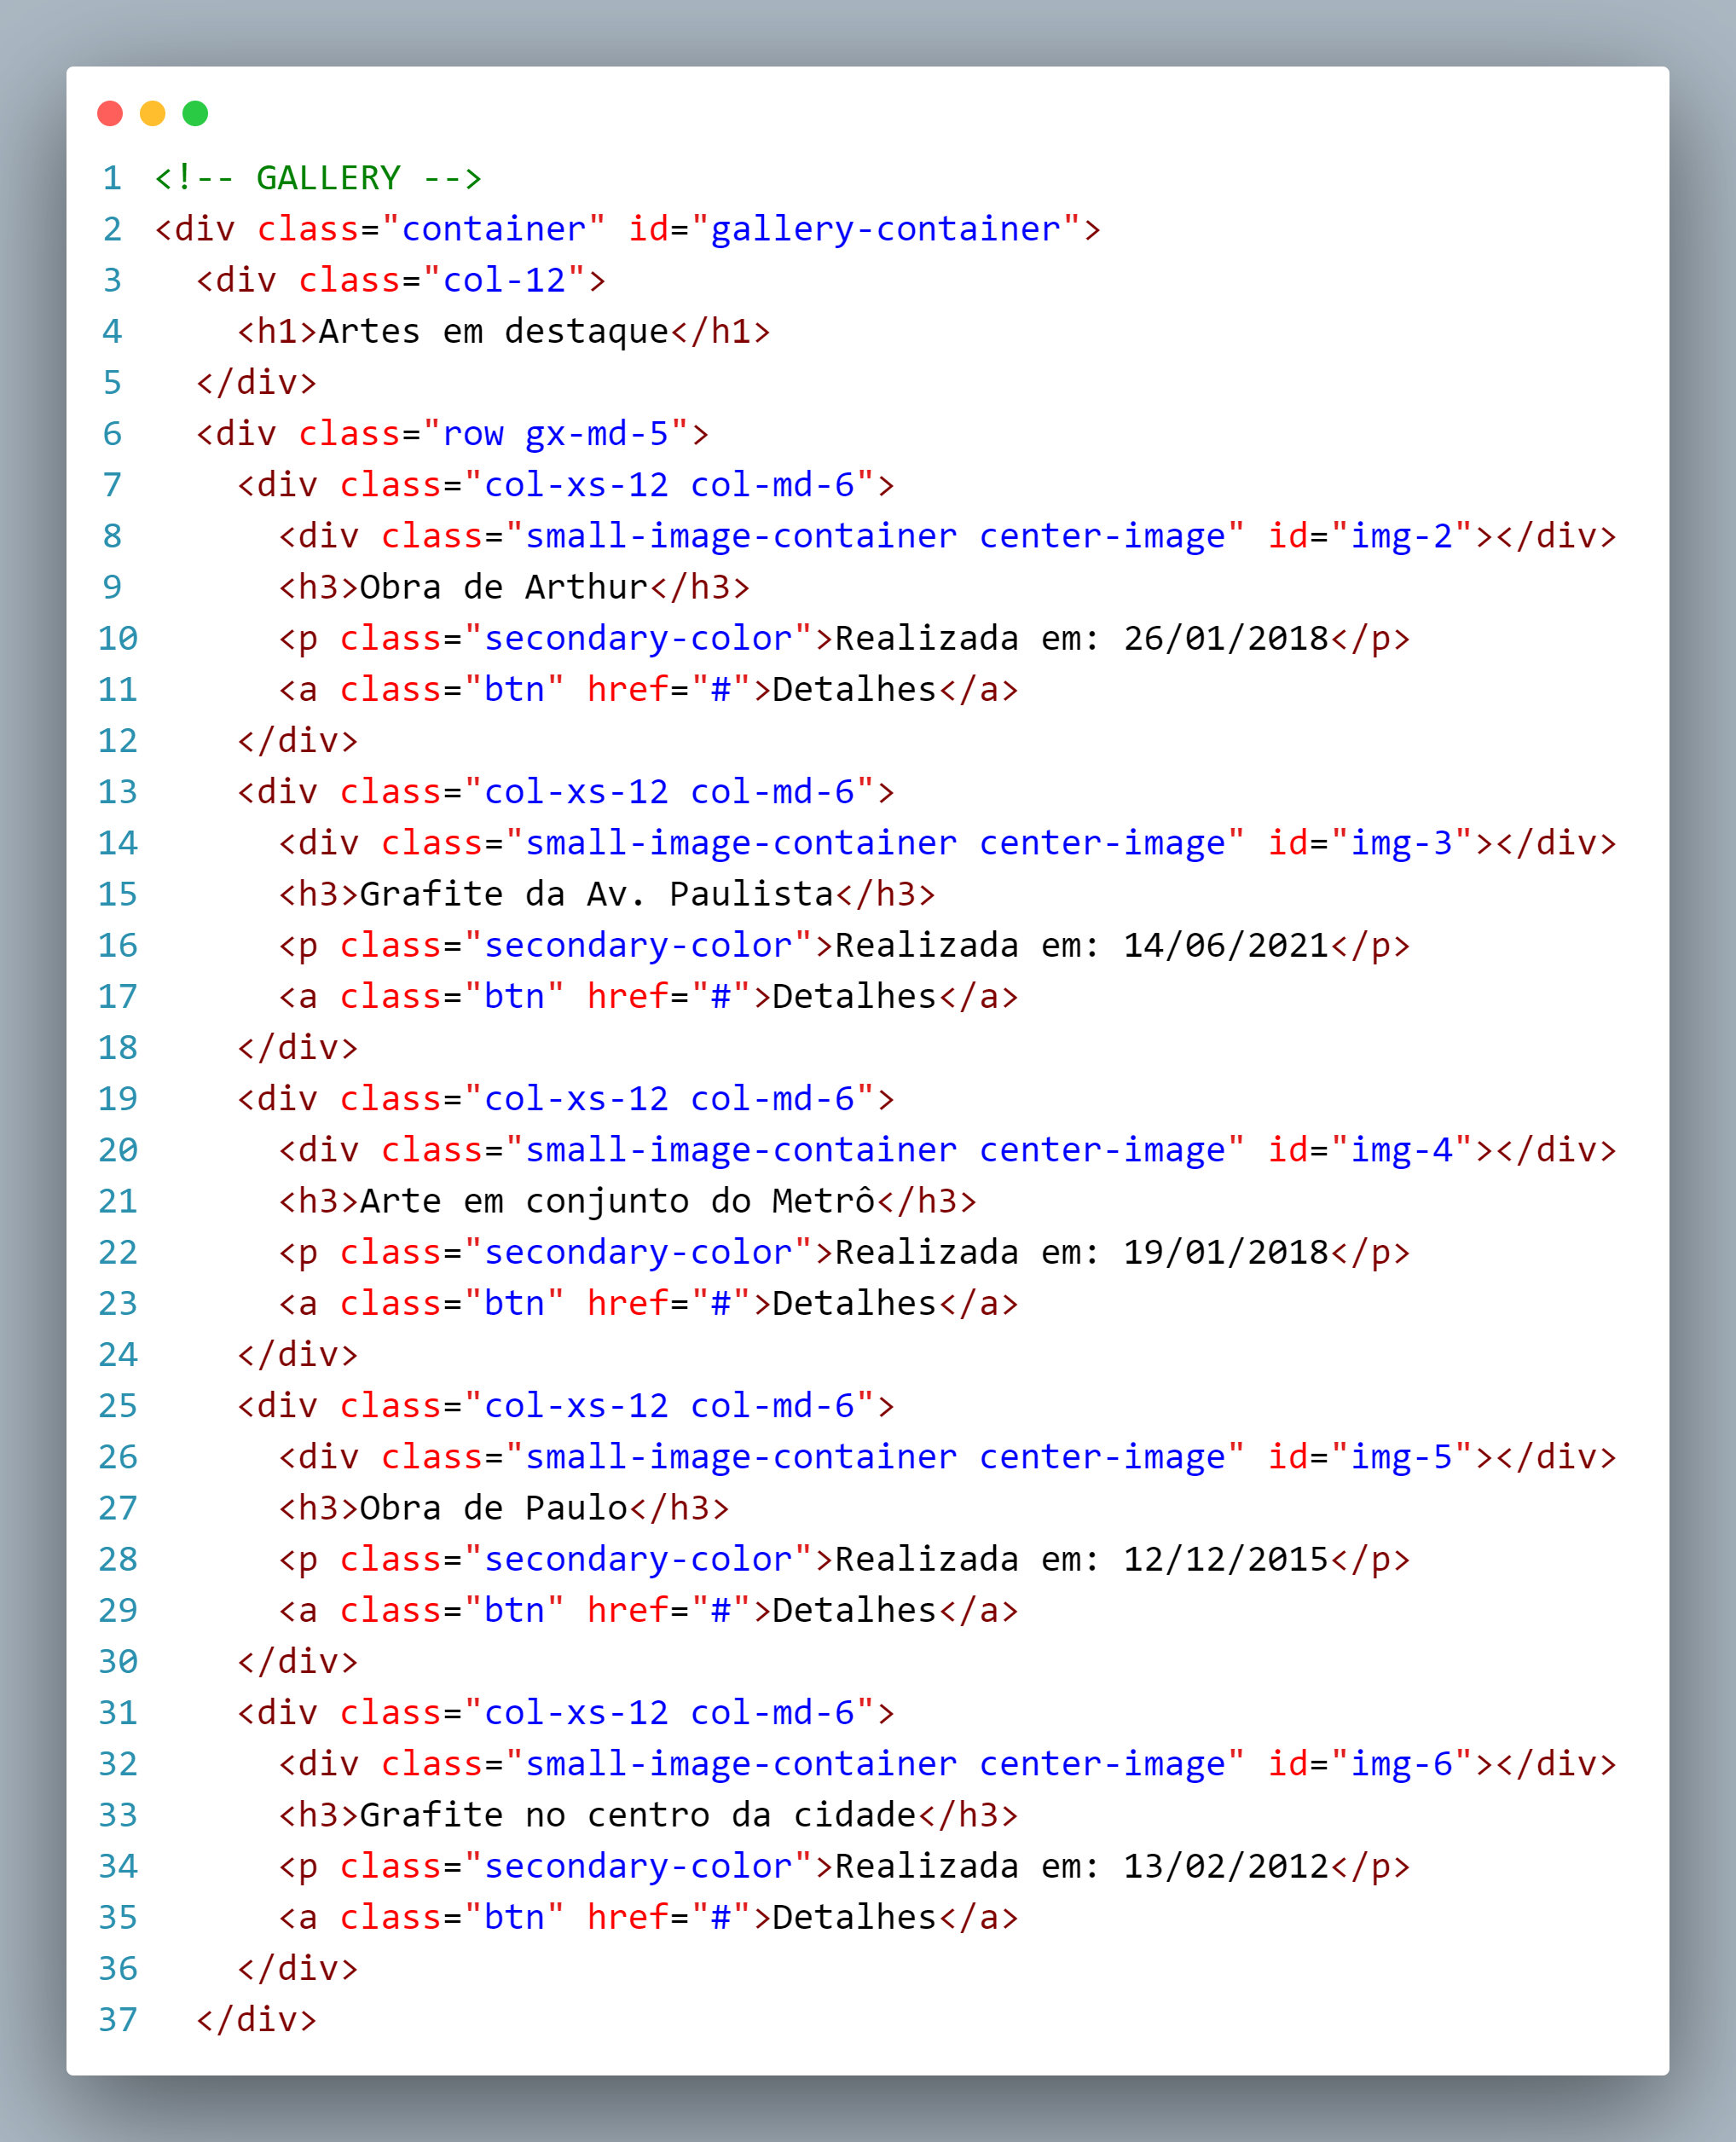 1 <!-- GALLERY -->
2 <div class="container" id="gallery-container">
3   <div class="col-12">
4     <h1>Artes em destaque</h1>
5   </div>
6   <div class="row gx-md-5">
7     <div class="col-xs-12 col-md-6">
8       <div class="small-image-container center-image" id="img-2"></div>
9       <h3>Obra de Arthur</h3>
10       <p class="secondary-color">Realizada em: 26/01/2018</p>
11       <a class="btn" href="#">Detalhes</a>
12     </div>
13     <div class="col-xs-12 col-md-6">
14       <div class="small-image-container center-image" id="img-3"></div>
15       <h3>Grafite da Av. Paulista</h3>
16       <p class="secondary-color">Realizada em: 14/06/2021</p>
17       <a class="btn" href="#">Detalhes</a>
18     </div>
19     <div class="col-xs-12 col-md-6">
20       <div class="small-image-container center-image" id="img-4"></div>
21       <h3>Arte em conjunto do Metrô</h3>
22       <p class="secondary-color">Realizada em: 19/01/2018</p>
23       <a class="btn" href="#">Detalhes</a>
24     </div>
25     <div class="col-xs-12 col-md-6">
26       <div class="small-image-container center-image" id="img-5"></div>
27       <h3>Obra de Paulo</h3>
28       <p class="secondary-color">Realizada em: 12/12/2015</p>
29       <a class="btn" href="#">Detalhes</a>
30     </div>
31     <div class="col-xs-12 col-md-6">
32       <div class="small-image-container center-image" id="img-6"></div>
33       <h3>Grafite no centro da cidade</h3>
34       <p class="secondary-color">Realizada em: 13/02/2012</p>
35       <a class="btn" href="#">Detalhes</a>
36     </div>
37   </div>